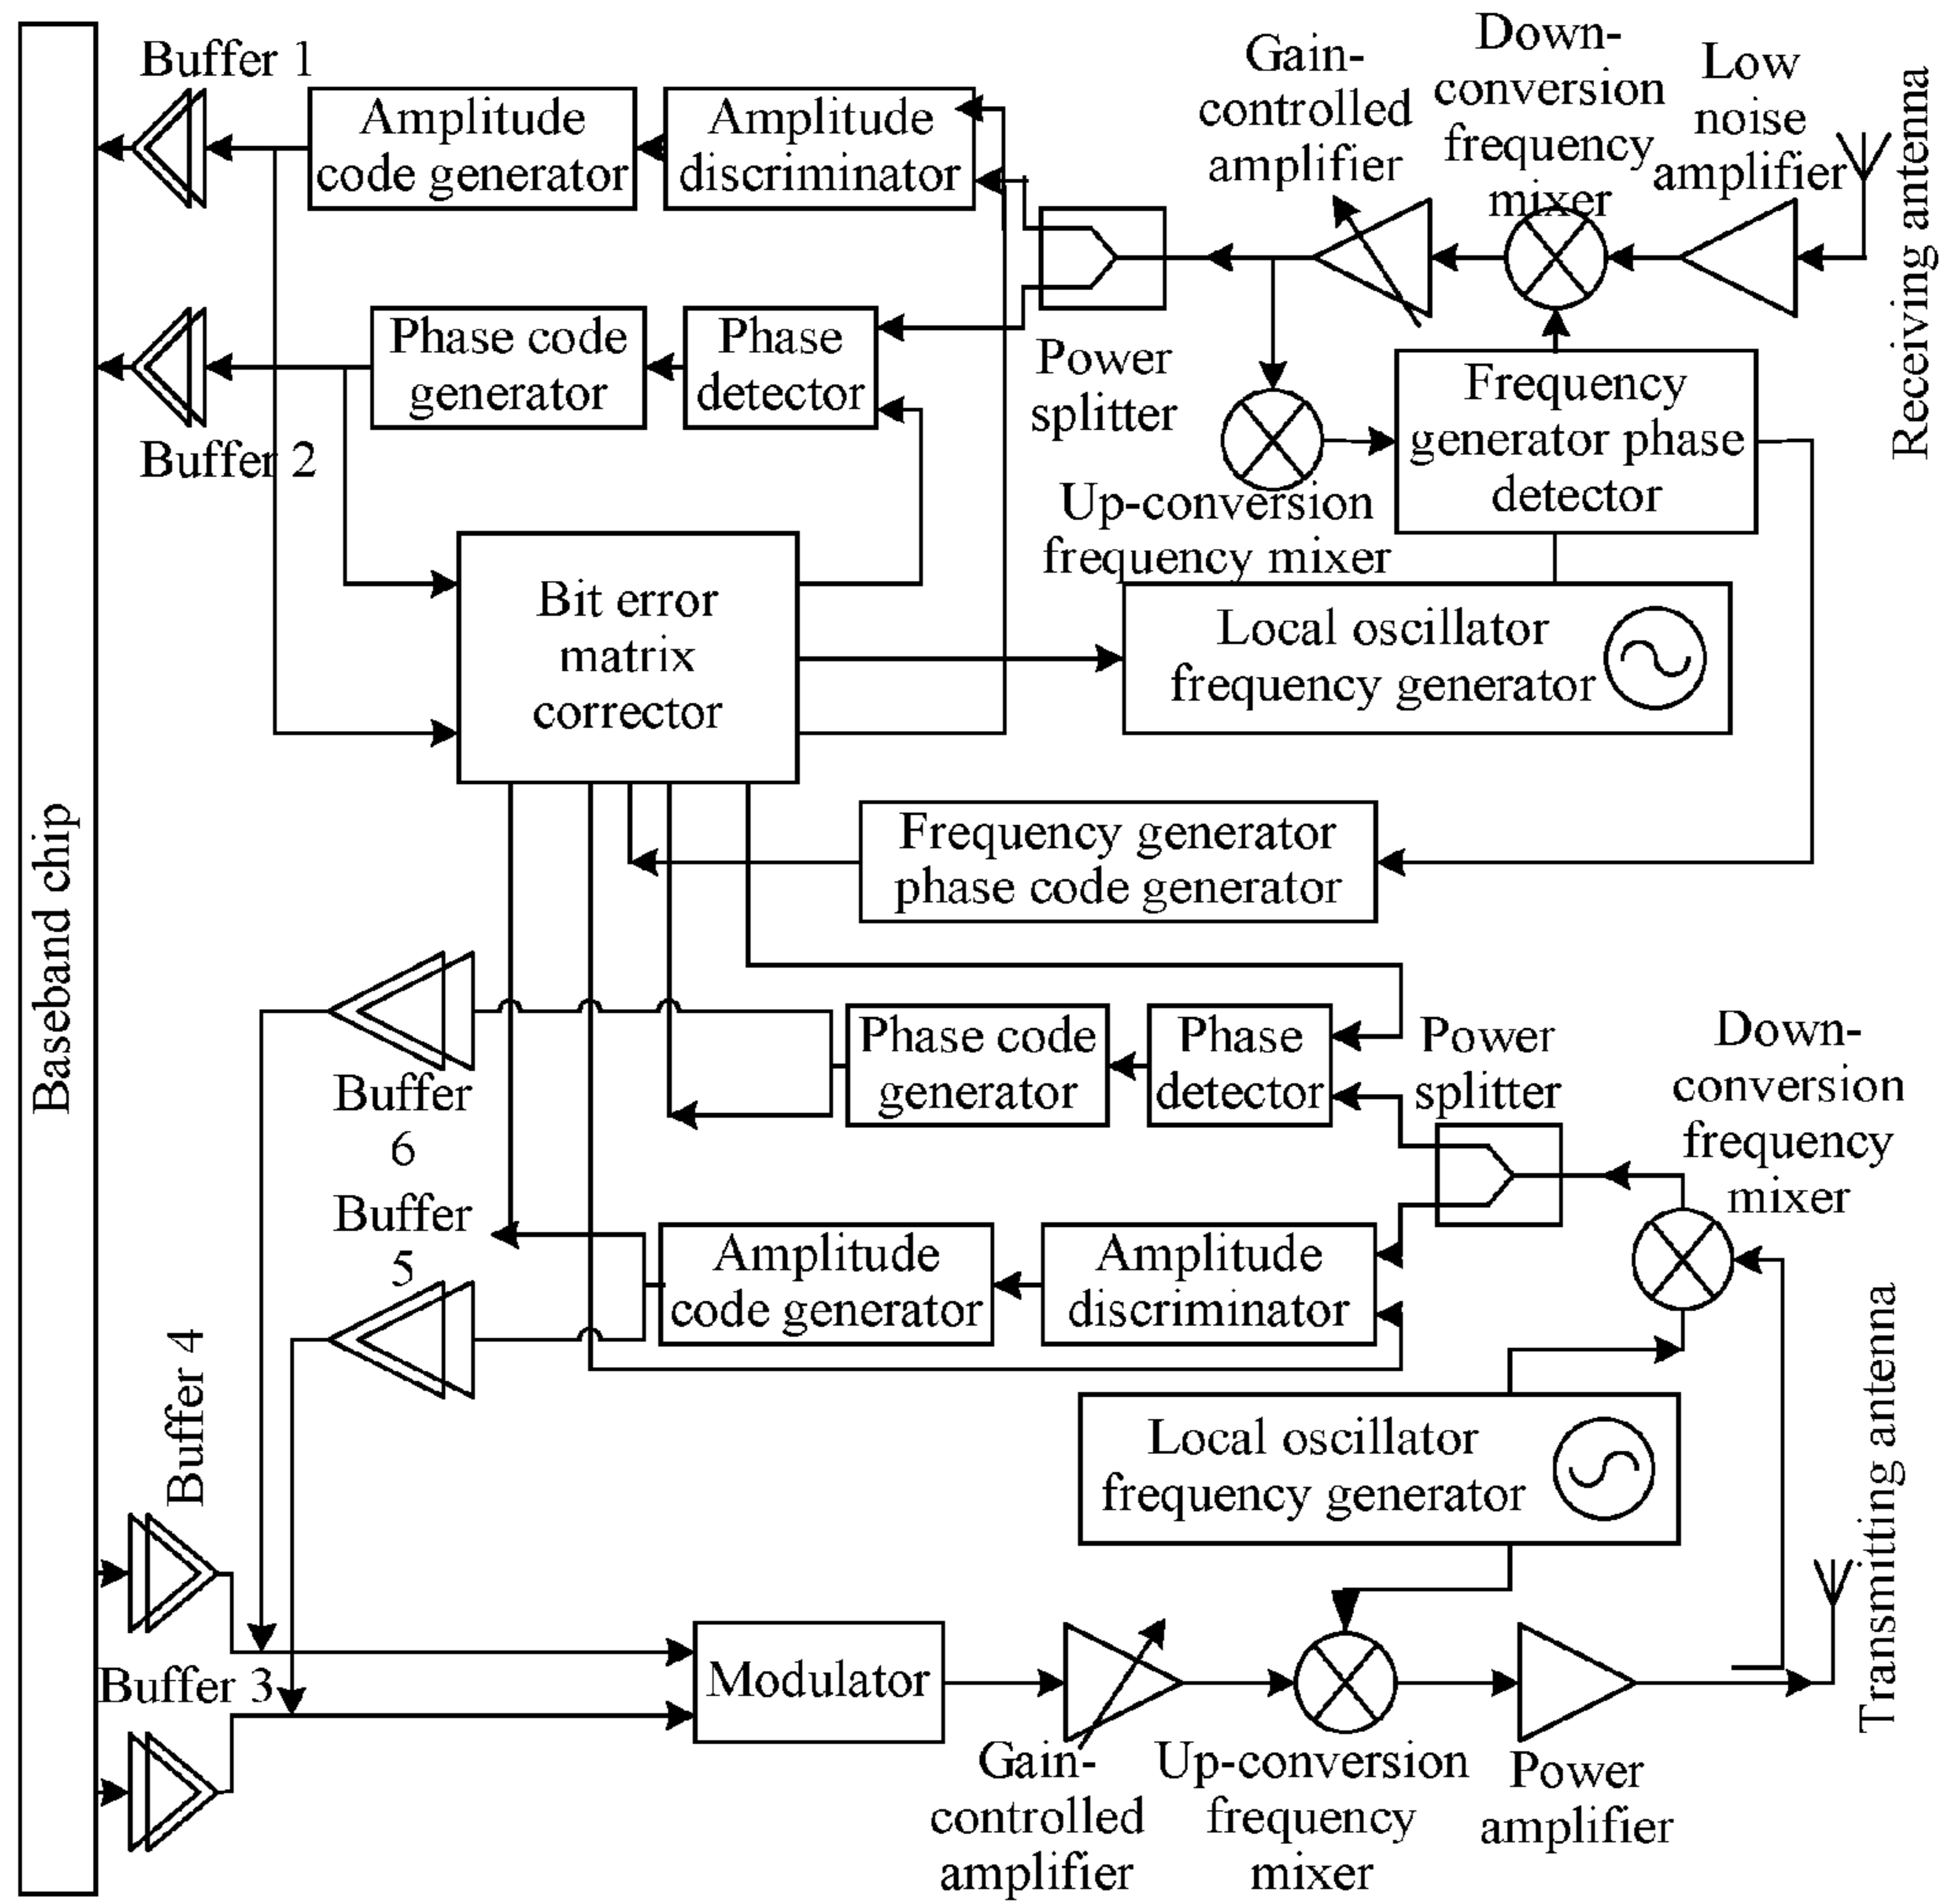 Buffer 1
Amplitude
code generator
Amplitude
discriminator
Gain-
controlled
amplifier
Down-
conversion
frequency
mixer
Low
noise
amplifier
Receiving antenna
Phase code
generator
Phase
detector
Power
splitter
Frequency
generator phase
detector
Buffer 2
Up-conversion
frequency mixer
Bit error
matrix
corrector
Local oscillator
frequency generator
Baseband chip
Frequency generator
phase code generator
Buffer
6
Phase code
generator
Phase
detector
Power
splitter
Down-
conversion
frequency
mixer
Buffer
5
Amplitude
code generator
Amplitude
discriminator
Buffer 4
Local oscillator
frequency generator
Transmitting antenna
Buffer 3
Modulator
Gain-
controlled
amplifier
Up-conversion
frequency
mixer
Power
amplifier